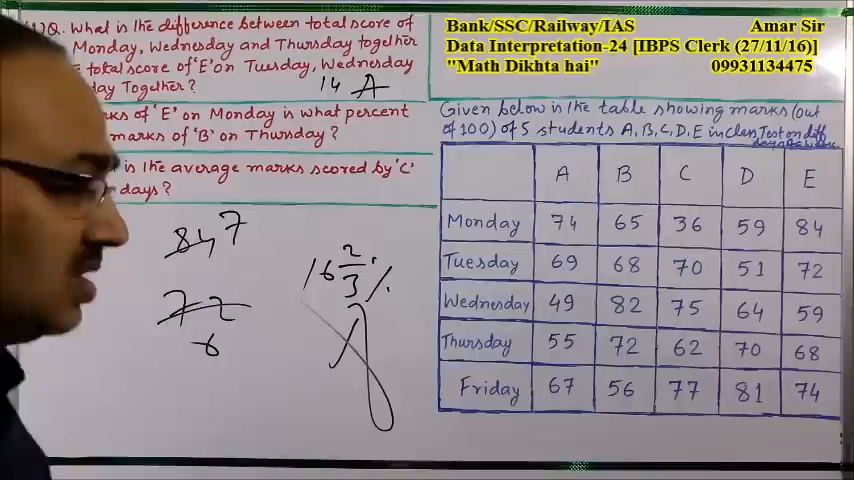 Q. What is the difference between total score of
Monday, Wednesday and Thursday together
total score of 'E' on Tuesday, Wednesday
day Together?
14 A
of 'E' on Monday is what percent
marks of 'B' on Thursday?
is the average marks scored by 'C'
days?
84 7
72
6
16 2/3 %
Bank/SSC/Railway/IAS Amar Sir
Data Interpretation-24 [IBPS Clerk (27/11/16)]
"Math Dikhta hai" 09931134475
Given below is the table showing marks (out
of 100) of 5 students A, B, C, D, E in class Test on diff
A B C D E
Monday 74 65 36 59 84
Tuesday 69 68 70 51 72
Wednesday 49 82 75 64 59
Thursday 55 72 62 70 68
Friday 67 56 77 81 74